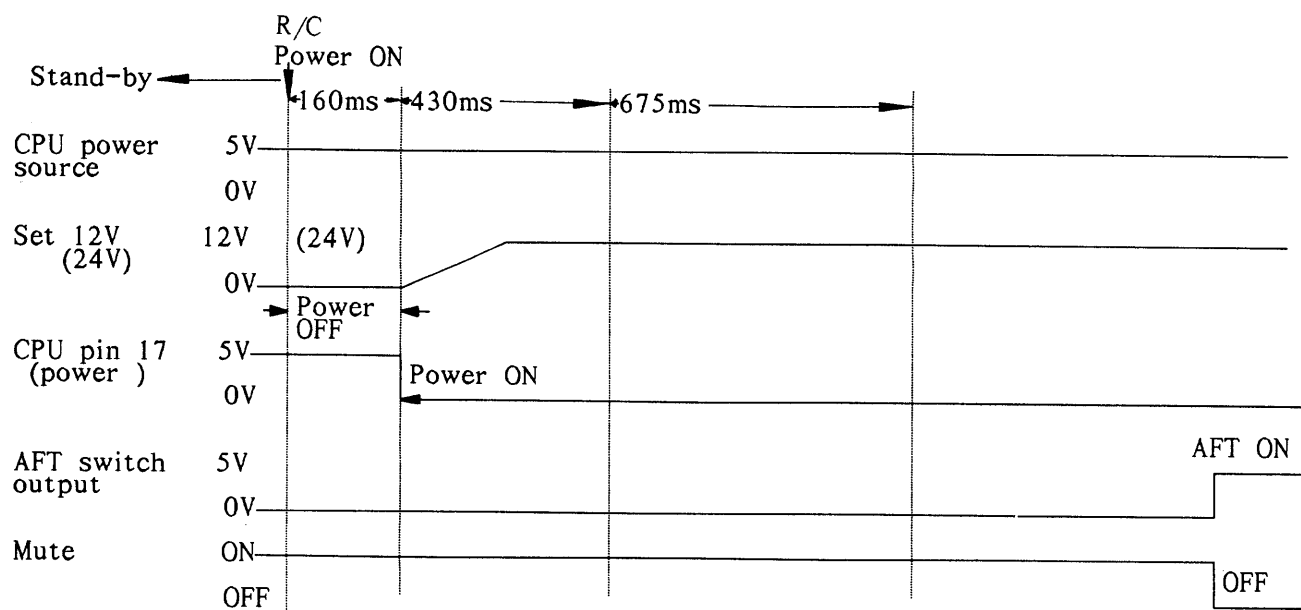 R/C
Power ON
Stand-by
160ms 430ms 675ms
CPU power source 5V
0V
Set 12V (24V) 12V (24V)
0V
Power OFF
CPU pin 17 (power ) 5V
Power ON
0V
AFT ON
AFT switch output 5V
0V
Mute ON
OFF OFF